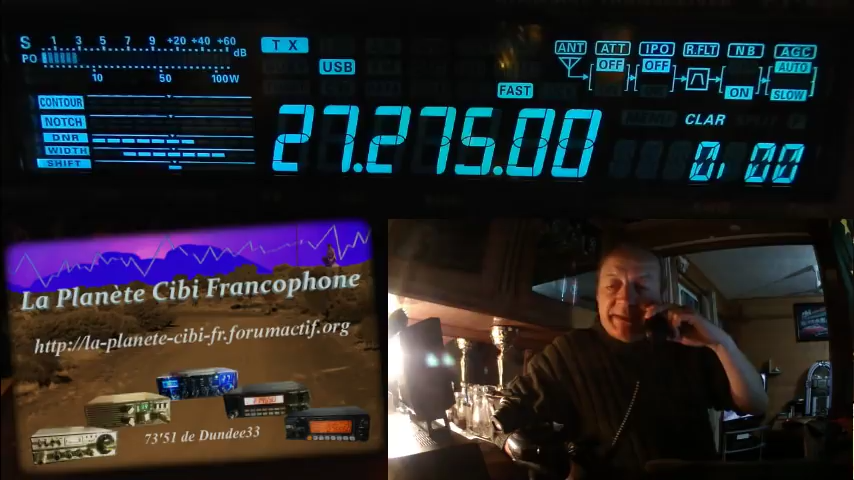 S 1 3 5 7 9 +20 +40 +60 dB
PO
10 50 100W
TX
USB
FAST
ANT ATT IPO R.FLT NB AGC
OFF OFF AUTO
ON SLOW
CONTOUR
NOTCH
DNR
WIDTH
SHIFT
27.275.00
CLAR
0.00
La Planète Cibi Francophone
http://la-planete-cibi-fr.forumactif.org
73'51 de Dundee33